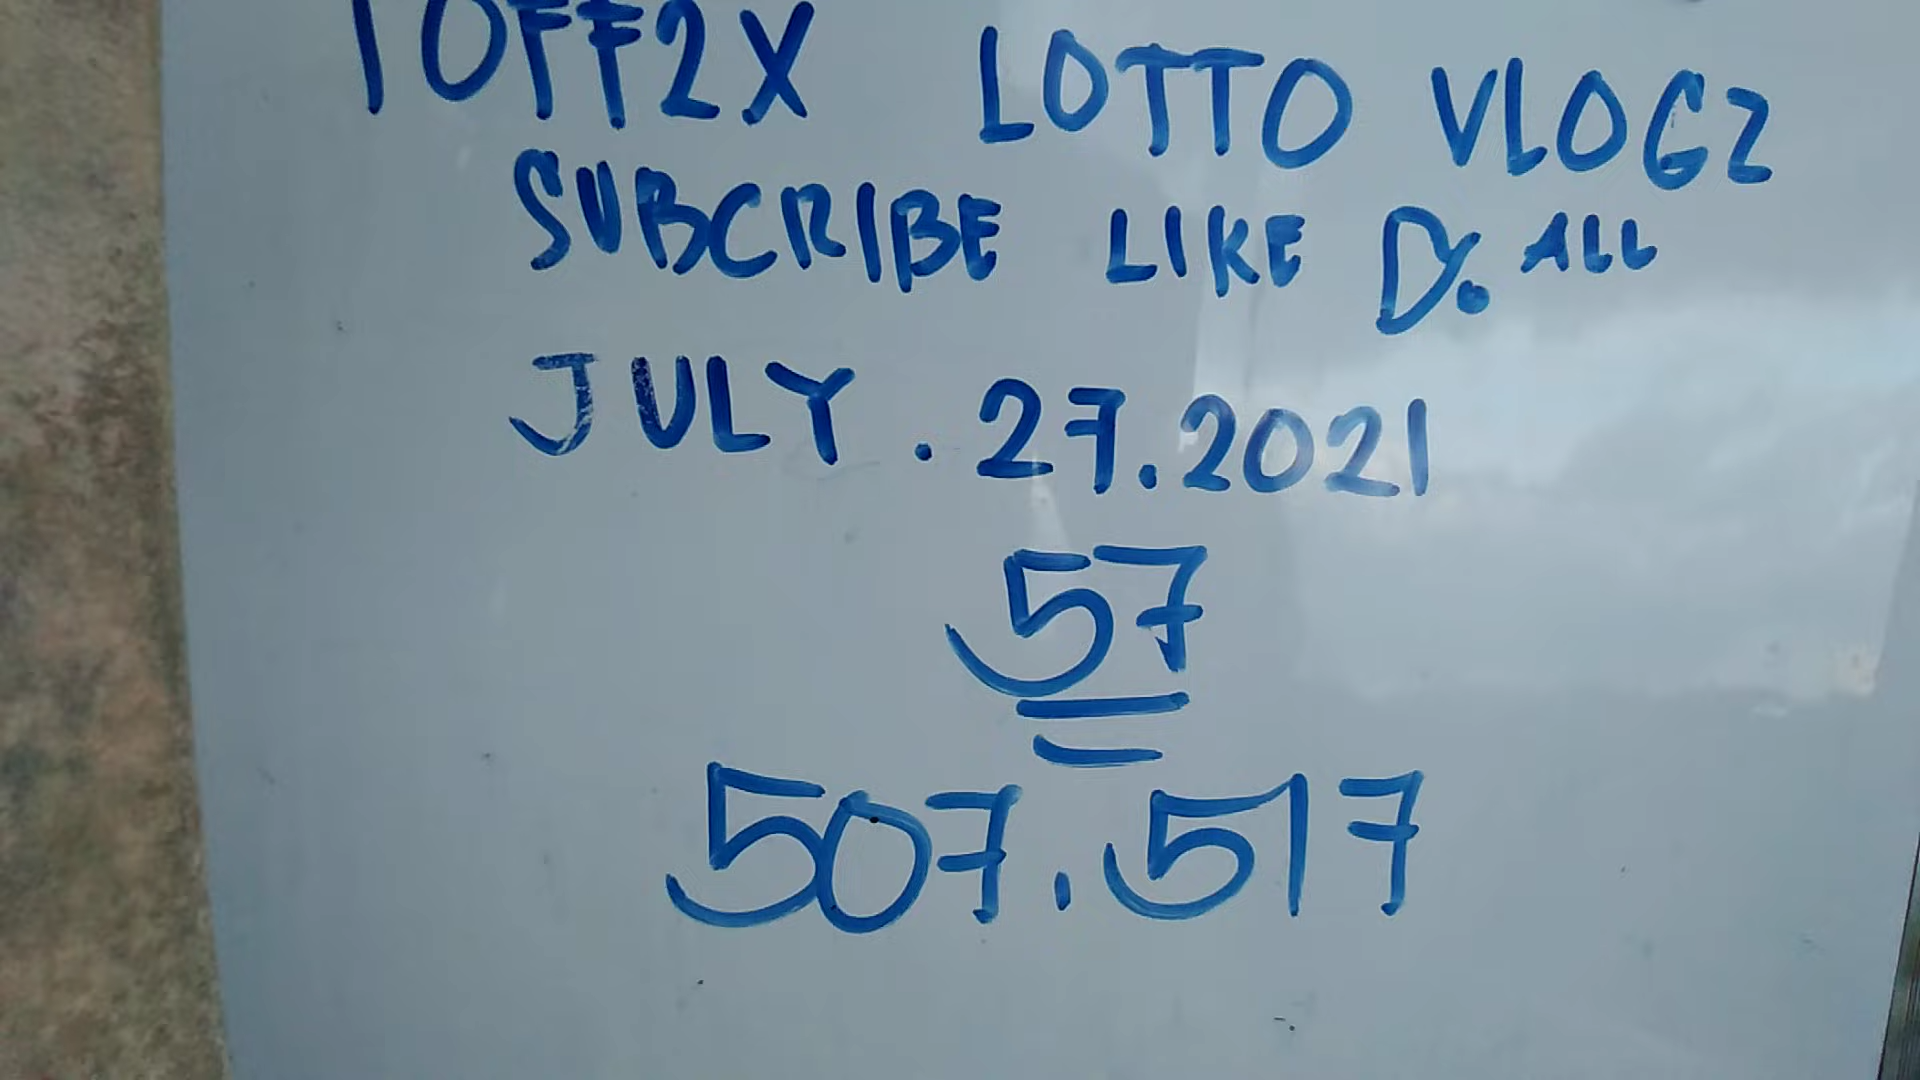 TOFF2X LOTTO VLOGZ
SUBCRIBE LIKE D. ALL
JULY . 27.2021
57
507.517